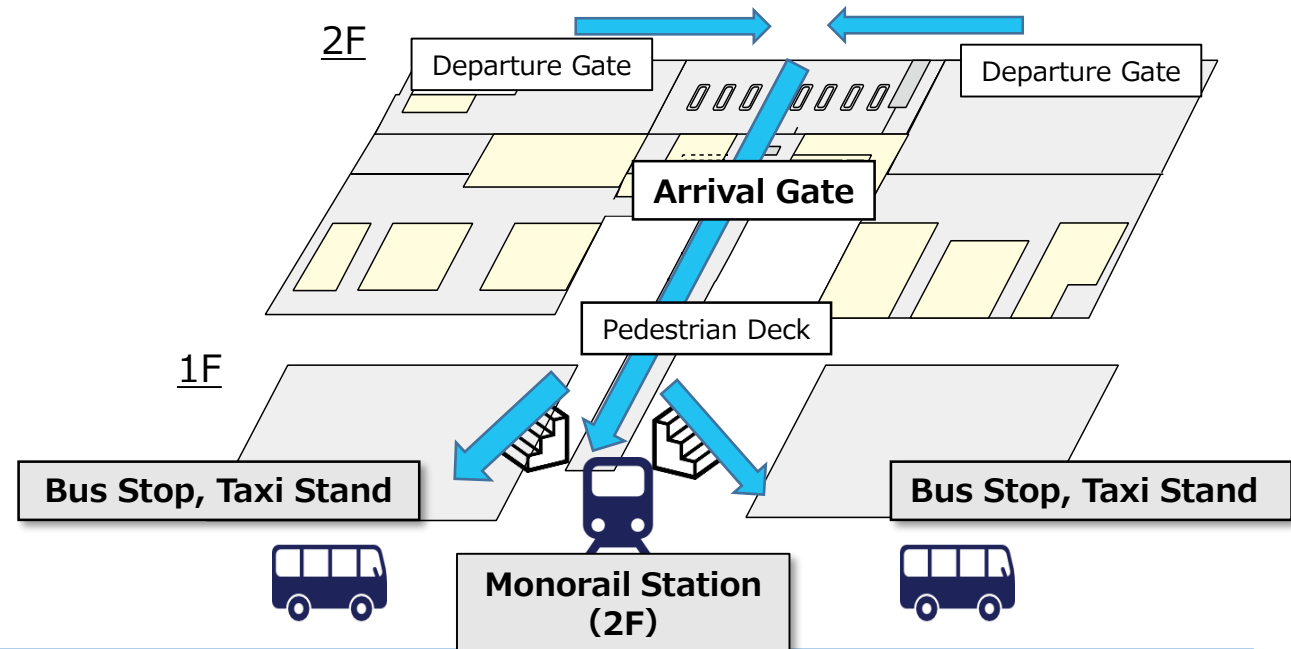 2F
Departure Gate
Departure Gate
Arrival Gate
Pedestrian Deck
1F
Bus Stop, Taxi Stand
Bus Stop, Taxi Stand
Monorail Station
(2F)